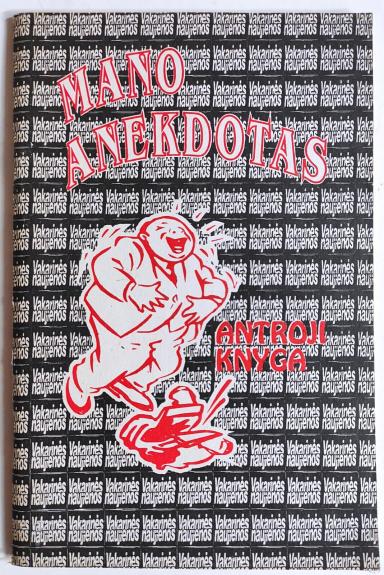 MANO
ANEKDOTAS
ANTROJI
KNYGA
Vakarinės
naujienos